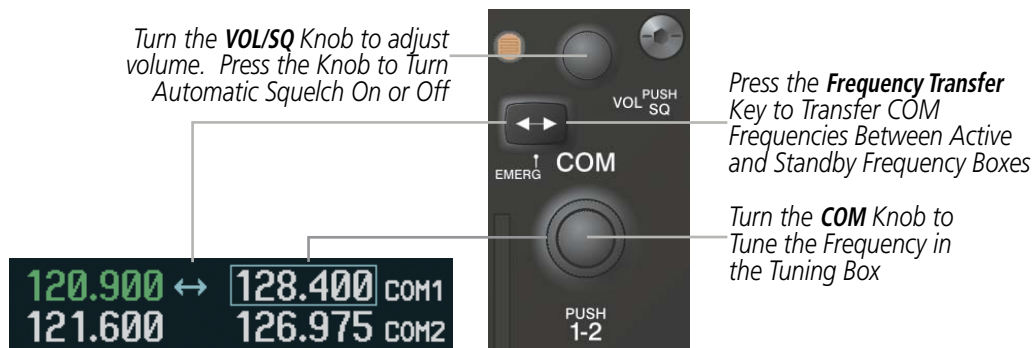 Turn the VOL/SQ Knob to adjust
volume. Press the Knob to Turn
Automatic Squelch On or Off
VOL PUSH
SQ
EMERG
COM
PUSH
1-2
Press the Frequency Transfer
Key to Transfer COM
Frequencies Between Active
and Standby Frequency Boxes
Turn the COM Knob to
Tune the Frequency in
the Tuning Box
120.900 ↔ 128.400 COM1
121.600 126.975 COM2